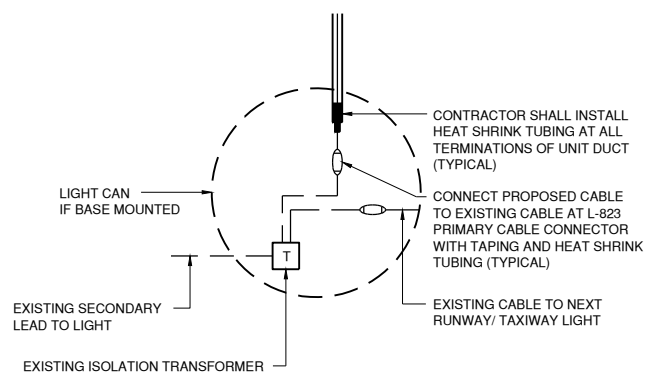 CONTRACTOR SHALL INSTALL
HEAT SHRINK TUBING AT ALL
TERMINATIONS OF UNIT DUCT
(TYPICAL)
LIGHT CAN
IF BASE MOUNTED
CONNECT PROPOSED CABLE
TO EXISTING CABLE AT L-823
PRIMARY CABLE CONNECTOR
WITH TAPING AND HEAT SHRINK
TUBING (TYPICAL)
T
EXISTING SECONDARY
LEAD TO LIGHT
EXISTING CABLE TO NEXT
RUNWAY/ TAXIWAY LIGHT
EXISTING ISOLATION TRANSFORMER